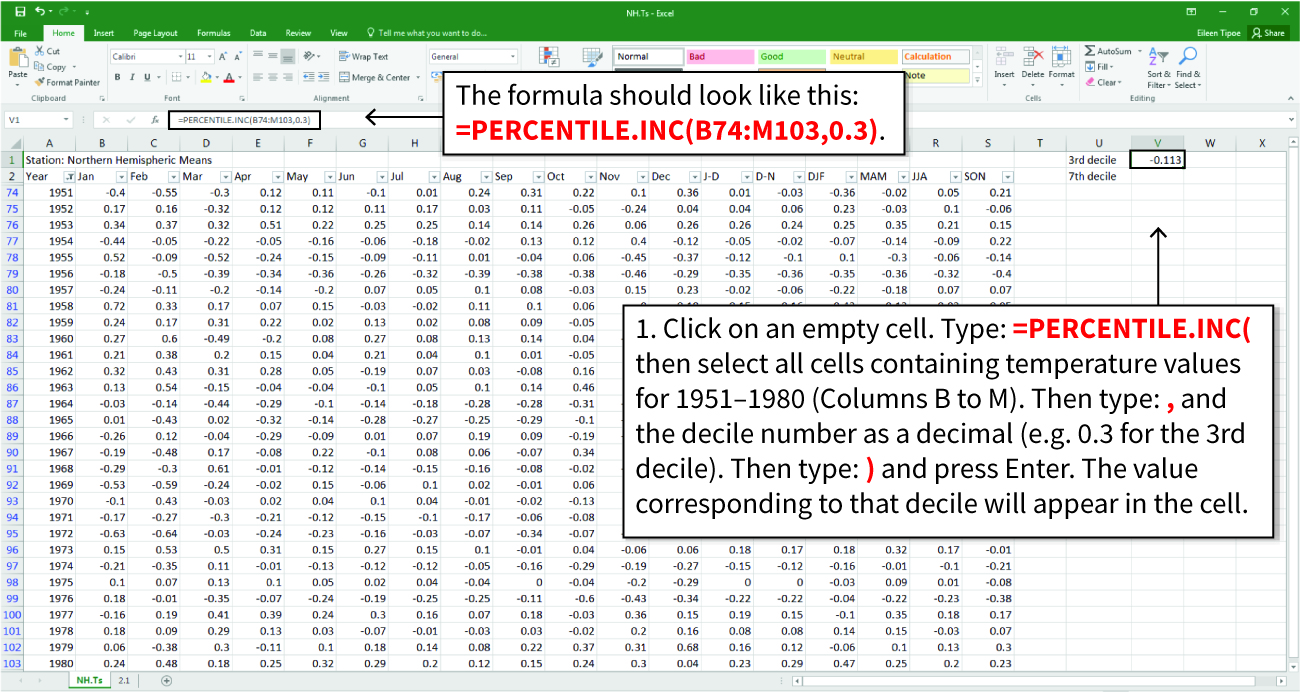 NH.Ts - Excel
File Home Insert Page Layout Formulas Data Review View Tell me what you want to do... Eileen Tipoe Share
Paste Cut Copy Format Painter Clipboard
Calibri 11 B I U Font
Wrap Text Merge & Center Alignment
General
Normal Bad Good Neutral Calculation
Note
Insert Delete Format Cells
AutoSum Fill Clear Sort & Filter Find & Select Editing
The formula should look like this:
=PERCENTILE.INC(B74:M103,0.3).
V1 fx =PERCENTILE.INC(B74:M103,0.3)
A B C D E F G H R S T U V W X
1 Station: Northern Hemispheric Means 3rd decile -0.113
2 Year Jan Feb Mar Apr May Jun Jul Aug Sep Oct Nov Dec J-D D-N DJF MAM JJA SON 7th decile
74 1951 -0.4 -0.55 -0.3 0.12 0.11 -0.1 0.01 0.24 0.31 0.22 0.1 0.36 0.01 -0.03 -0.36 -0.02 0.05 0.21
75 1952 0.17 0.16 -0.32 0.12 0.12 0.11 0.17 0.03 0.11 -0.05 -0.24 0.04 0.04 0.06 0.23 -0.03 0.1 -0.06
76 1953 0.34 0.37 0.32 0.51 0.22 0.25 0.25 0.14 0.14 0.26 0.06 0.26 0.26 0.24 0.25 0.35 0.21 0.15
77 1954 -0.44 -0.05 -0.22 -0.05 -0.16 -0.06 -0.18 -0.02 0.13 0.12 0.4 -0.12 -0.05 -0.02 -0.07 -0.14 -0.09 0.22
78 1955 0.52 -0.09 -0.52 -0.24 -0.15 -0.09 -0.11 0.01 -0.04 0.06 -0.45 -0.37 -0.12 -0.1 0.1 -0.3 -0.06 -0.14
79 1956 -0.18 -0.5 -0.39 -0.34 -0.36 -0.26 -0.32 -0.39 -0.38 -0.38 -0.46 -0.29 -0.35 -0.36 -0.35 -0.36 -0.32 -0.4
80 1957 -0.24 -0.11 -0.2 -0.14 -0.2 0.07 0.05 0.1 0.08 -0.03 0.15 0.23 -0.02 -0.06 -0.22 -0.18 0.07 0.07
81 1958 0.72 0.33 0.17 0.07 0.15 -0.03 -0.02 0.11 0.1 0.06
82 1959 0.24 0.17 0.31 0.22 0.02 0.13 0.02 0.08 0.09 -0.05
83 1960 0.27 0.6 -0.49 -0.2 0.08 0.27 0.08 0.13 0.14 0.04
84 1961 0.21 0.38 0.2 0.15 0.04 0.21 0.04 0.1 0.01 -0.05
85 1962 0.32 0.43 0.31 0.28 0.05 -0.19 0.07 0.03 -0.08 0.16
86 1963 0.13 0.54 -0.15 -0.04 -0.04 -0.1 0.05 0.1 0.14 0.46
87 1964 -0.03 -0.14 -0.44 -0.29 -0.1 -0.14 -0.18 -0.28 -0.28 -0.31
88 1965 0.01 -0.43 0.02 -0.32 -0.14 -0.28 -0.27 -0.25 -0.29 -0.1
89 1966 -0.26 0.12 -0.04 -0.29 -0.09 0.01 0.07 0.19 0.09 -0.19
90 1967 -0.19 -0.48 0.17 -0.08 0.22 -0.1 0.08 0.06 -0.07 0.34
91 1968 -0.29 -0.3 0.61 -0.01 -0.12 -0.14 -0.15 -0.16 -0.08 -0.02
92 1969 -0.53 -0.59 -0.24 -0.02 0.15 -0.06 0.1 0.02 -0.01 0.06
93 1970 -0.1 0.43 -0.03 0.02 0.04 0.1 0.04 -0.01 -0.02 -0.13
94 1971 -0.17 -0.27 -0.3 -0.21 -0.12 -0.15 -0.1 -0.17 -0.06 -0.08
95 1972 -0.63 -0.64 -0.03 -0.24 -0.23 -0.16 -0.03 -0.07 -0.34 -0.07
1. Click on an empty cell. Type: =PERCENTILE.INC(
then select all cells containing temperature values
for 1951–1980 (Columns B to M). Then type: , and
the decile number as a decimal (e.g. 0.3 for the 3rd
decile). Then type: ) and press Enter. The value
corresponding to that decile will appear in the cell.
96 1973 0.15 0.53 0.5 0.31 0.15 0.27 0.15 0.1 -0.01 0.04 -0.06 0.06 0.18 0.17 0.18 0.32 0.17 -0.01
97 1974 -0.21 -0.35 0.11 -0.01 -0.13 -0.12 -0.12 -0.05 -0.16 -0.29 -0.19 -0.27 -0.15 -0.12 -0.16 -0.01 -0.1 -0.21
98 1975 0.1 0.07 0.13 0.1 0.05 0.02 0.04 -0.04 0 -0.04 -0.2 -0.29 0 0 -0.03 0.09 0.01 -0.08
99 1976 0.18 -0.01 -0.35 -0.07 -0.24 -0.19 -0.25 -0.25 -0.11 -0.6 -0.43 -0.34 -0.22 -0.22 -0.04 -0.22 -0.23 -0.38
100 1977 -0.16 0.19 0.41 0.39 0.24 0.3 0.16 0.07 0.18 -0.03 0.36 0.15 0.19 0.15 -0.1 0.35 0.18 0.17
101 1978 0.18 0.09 0.29 0.13 0.03 -0.07 -0.01 -0.03 0.03 -0.02 0.2 0.16 0.08 0.08 0.14 0.15 -0.03 0.07
102 1979 0.06 -0.38 0.3 -0.11 0.1 0.18 0.14 0.08 0.22 0.37 0.31 0.68 0.16 0.12 -0.06 0.1 0.13 0.3
103 1980 0.24 0.48 0.18 0.25 0.32 0.29 0.2 0.12 0.15 0.24 0.3 0.04 0.23 0.29 0.47 0.25 0.2 0.23
NH.Ts 2.1